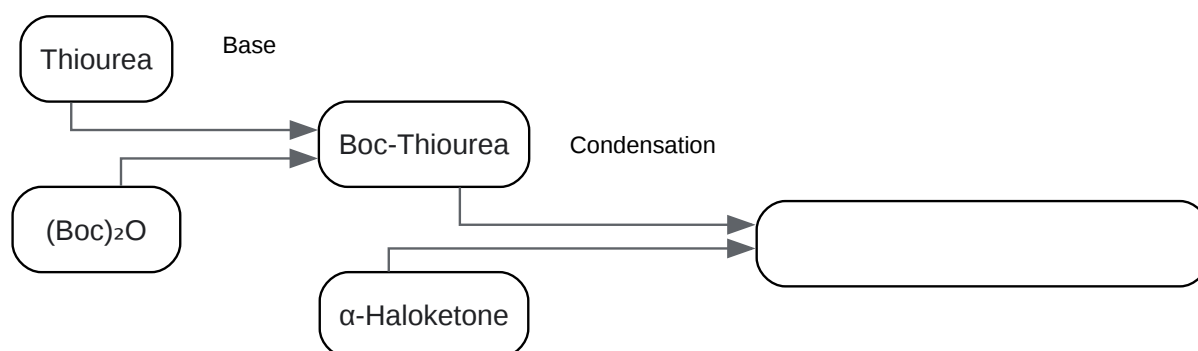 Thiourea
Base
(Boc)₂O
Boc-Thiourea
Condensation
α-Haloketone